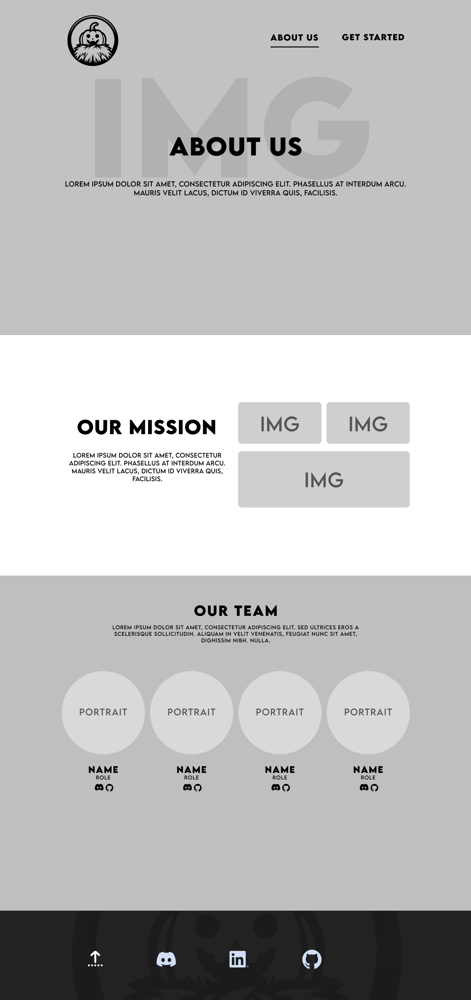 ABOUT US
GET STARTED
IMG
ABOUT US
LOREM IPSUM DOLOR SIT AMET, CONSECTETUR ADIPISCING ELIT. PHASELLUS AT INTERDUM ARCU.
MAURIS VELIT LACUS, DICTUM ID VIVERRA QUIS, FACILISIS.
OUR MISSION
LOREM IPSUM DOLOR SIT AMET, CONSECTETUR
ADIPISCING ELIT. PHASELLUS AT INTERDUM ARCU.
MAURIS VELIT LACUS, DICTUM ID VIVERRA QUIS,
FACILISIS.
IMG
IMG
IMG
OUR TEAM
LOREM IPSUM DOLOR SIT AMET, CONSECTETUR ADIPISCING ELIT. SED ULTRICES EROS A
SCELERISQUE SOLLICITUDIN. ALIQUAM IN VELIT VENENATIS, FEUGIAT NUNC SIT AMET,
DIGNISSIM NIBH. NULLA.
PORTRAIT
PORTRAIT
PORTRAIT
PORTRAIT
NAME
ROLE
NAME
ROLE
NAME
ROLE
NAME
ROLE
in